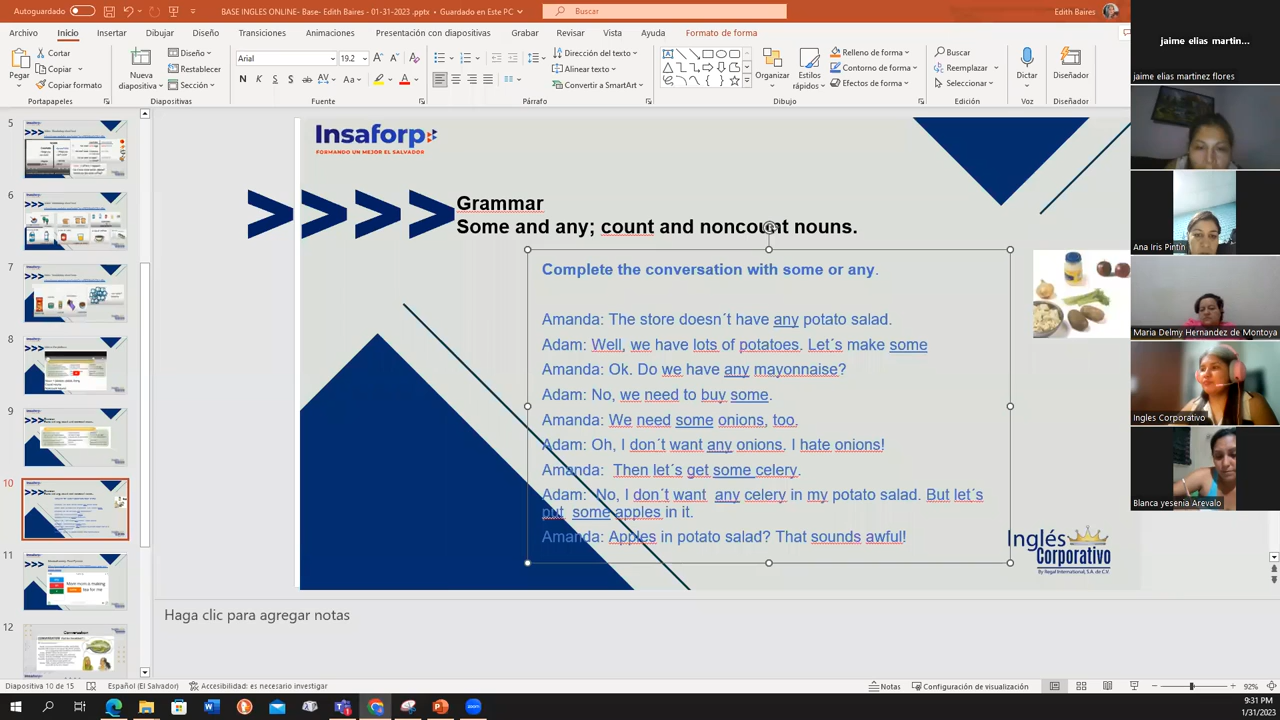 Autoguardado
BASE INGLES ONLINE- Base- Edith Baires - 01-31-2023 .pptx • Guardado en Este PC
Buscar
Edith Baires
Archivo Inicio Insertar Dibujar Diseño Transiciones Animaciones Presentación con diapositivas Grabar Revisar Vista Ayuda Formato de forma
Pegar
Cortar
Copiar
Copiar formato
Portapapeles
Nueva
diapositiva
Diseño
Restablecer
Sección
Diapositivas
Arial 19.2
Fuente
Dirección del texto
Alinear texto
Convertir a SmartArt
Párrafo
Organizar
Estilos
rápidos
Relleno de forma
Contorno de forma
Efectos de forma
Dibujo
Buscar
Reemplazar
Seleccionar
Edición
Dictar
Voz
Diseñador
Diseñador
5
6
7
8
9
10
11
12
Insaforp
FORMANDO UN MEJOR EL SALVADOR
Grammar
Some and any; count and noncount nouns.
Complete the conversation with some or any.
Amanda: The store doesn´t have any potato salad.
Adam: Well, we have lots of potatoes. Let´s make some
Amanda: Ok. Do we have any mayonnaise?
Adam: No, we need to buy some.
Amanda: We need some onions, too.
Adam: Oh, I don´t want any onions. I hate onions!
Amanda: Then let´s get some celery.
Adam: No, I don´t want any celery in my potato salad. But let´s
put some apples in it.
Amanda: Apples in potato salad? That sounds awful!
Inglés
Corporativo
By Regal International, S.A. de C.V.
jaime elias martin...
jaime elias martinez flores
Ana Iris Pintin
Maria Delmy Hernandez de Montoya
Ingles Corporativo
Blanca yesenia Arevalo
Haga clic para agregar notas
Diapositiva 10 de 15
Español (El Salvador)
Accesibilidad: es necesario investigar
Notas
Configuración de visualización
92%
9:31 PM
1/31/2023